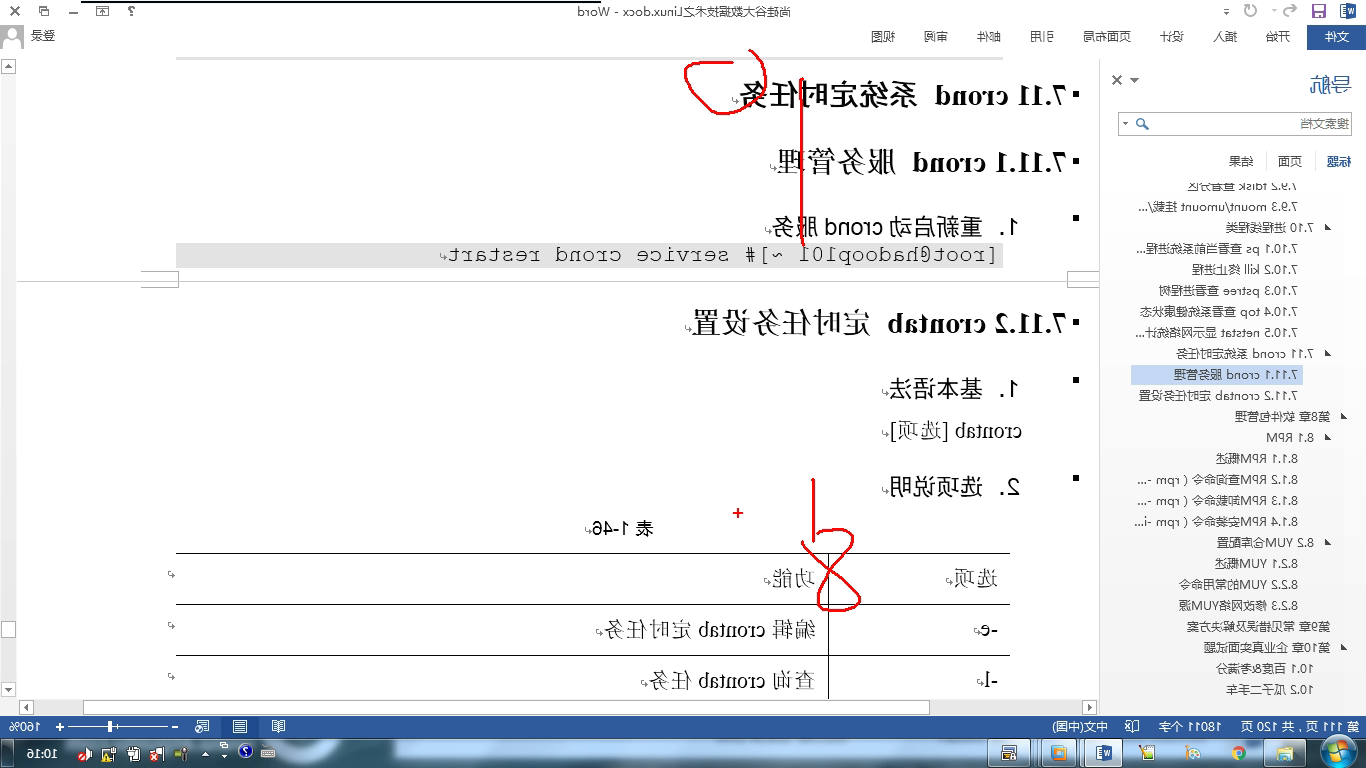 尚硅谷大数据技术之Linux.docx - Word
文件 开始 插入 设计 页面布局 引用 邮件 审阅 视图 登录
导航
搜索文档
标题 页面 结果
7.9.2 fdisk 查看分区
7.9.3 mount/umount 挂载/...
7.10 进程线程类
7.10.1 ps 查看当前系统进程...
7.10.2 kill 终止进程
7.10.3 pstree 查看进程树
7.10.4 top 查看系统健康状态
7.10.5 netstat 显示网络统计...
7.11 crond 系统定时任务
7.11.1 crond 服务管理
7.11.2 crontab 定时任务设置
第8章 软件包管理
8.1 RPM
8.1.1 RPM概述
8.1.2 RPM查询命令（rpm -...
8.1.3 RPM卸载命令（rpm -...
8.1.4 RPM安装命令（rpm -i...
8.2 YUM仓库配置
8.2.1 YUM概述
8.2.2 YUM的常用命令
8.2.3 修改网络YUM源
第9章 常见错误及解决方案
第10章 企业真实面试题
10.1 百度&考满分
10.2 瓜子二手车
7.11 crond 系统定时任务
7.11.1 crond 服务管理
1. 重新启动 crond 服务
[root@hadoop101 ~]# service crond restart
7.11.2 crontab 定时任务设置
1. 基本语法
crontab [选项]
2. 选项说明
表 1-46
选项 功能
-e 编辑 crontab 定时任务
-l 查询 crontab 任务
8
第 111 页，共 120 页 18011 个字 中文(中国) 160%
10:16